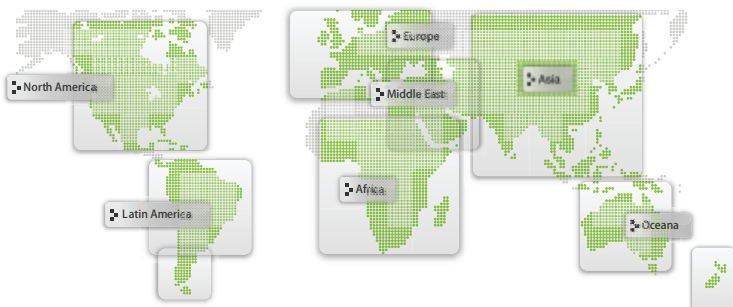 Europe
Asia
North America
Middle East
Africa
Latin America
Oceana